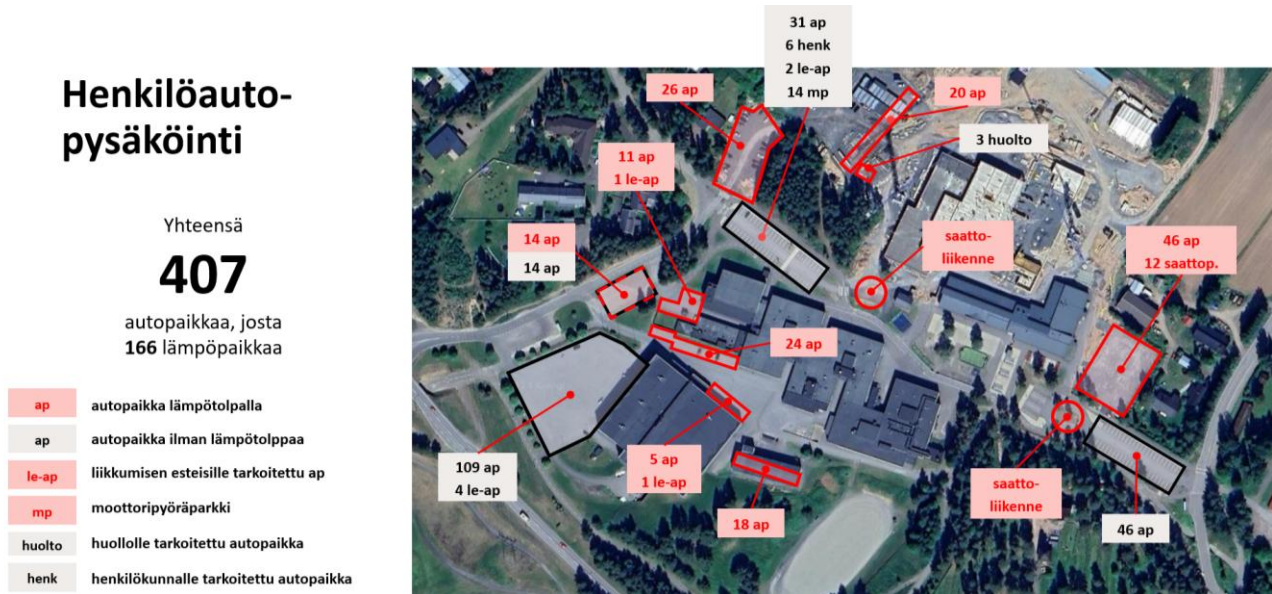 Henkilöauto-
pysäköinti
Yhteensä
407
autopaikkaa, josta
166 lämpöpaikkaa
ap autopaikka lämpötolpalla
ap autopaikka ilman lämpötolppaa
le-ap liikkumisen esteisille tarkoitettu ap
mp moottoripyöräparkki
huolto huollolle tarkoitettu autopaikka
henk henkilökunnalle tarkoitettu autopaikka
31 ap
6 henk
2 le-ap
14 mp
26 ap
20 ap
3 huolto
11 ap
1 le-ap
14 ap
14 ap
saatto-
liikenne
46 ap
12 saattop.
24 ap
109 ap
4 le-ap
5 ap
1 le-ap
18 ap
saatto-
liikenne
46 ap